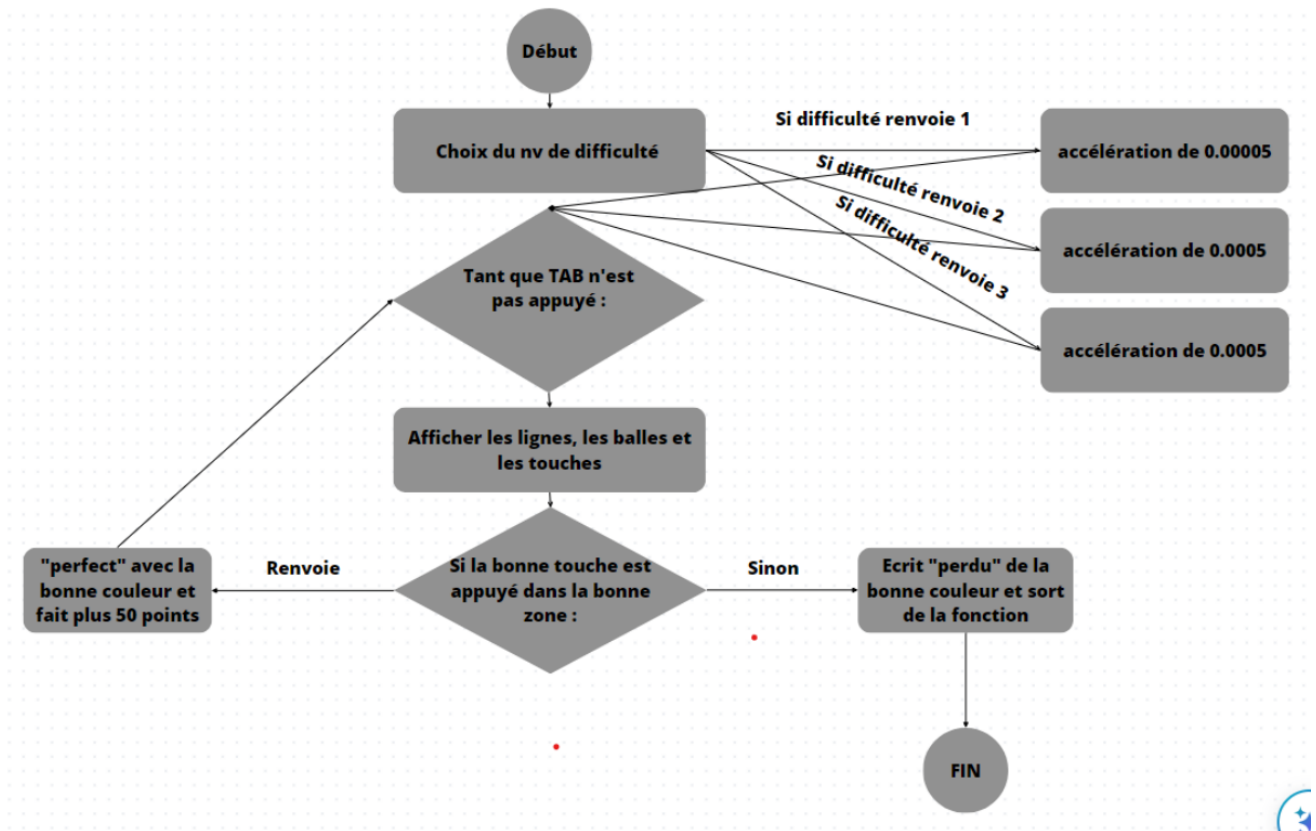 Début
Choix du nv de difficulté
Si difficulté renvoie 1
accélération de 0.00005
Si difficulté renvoie 2
accélération de 0.0005
Si difficulté renvoie 3
accélération de 0.0005
Tant que TAB n'est
pas appuyé :
Afficher les lignes, les balles et
les touches
Si la bonne touche est
appuyé dans la bonne
zone :
Renvoie
"perfect" avec la
bonne couleur et
fait plus 50 points
Sinon
Ecrit "perdu" de la
bonne couleur et sort
de la fonction
FIN